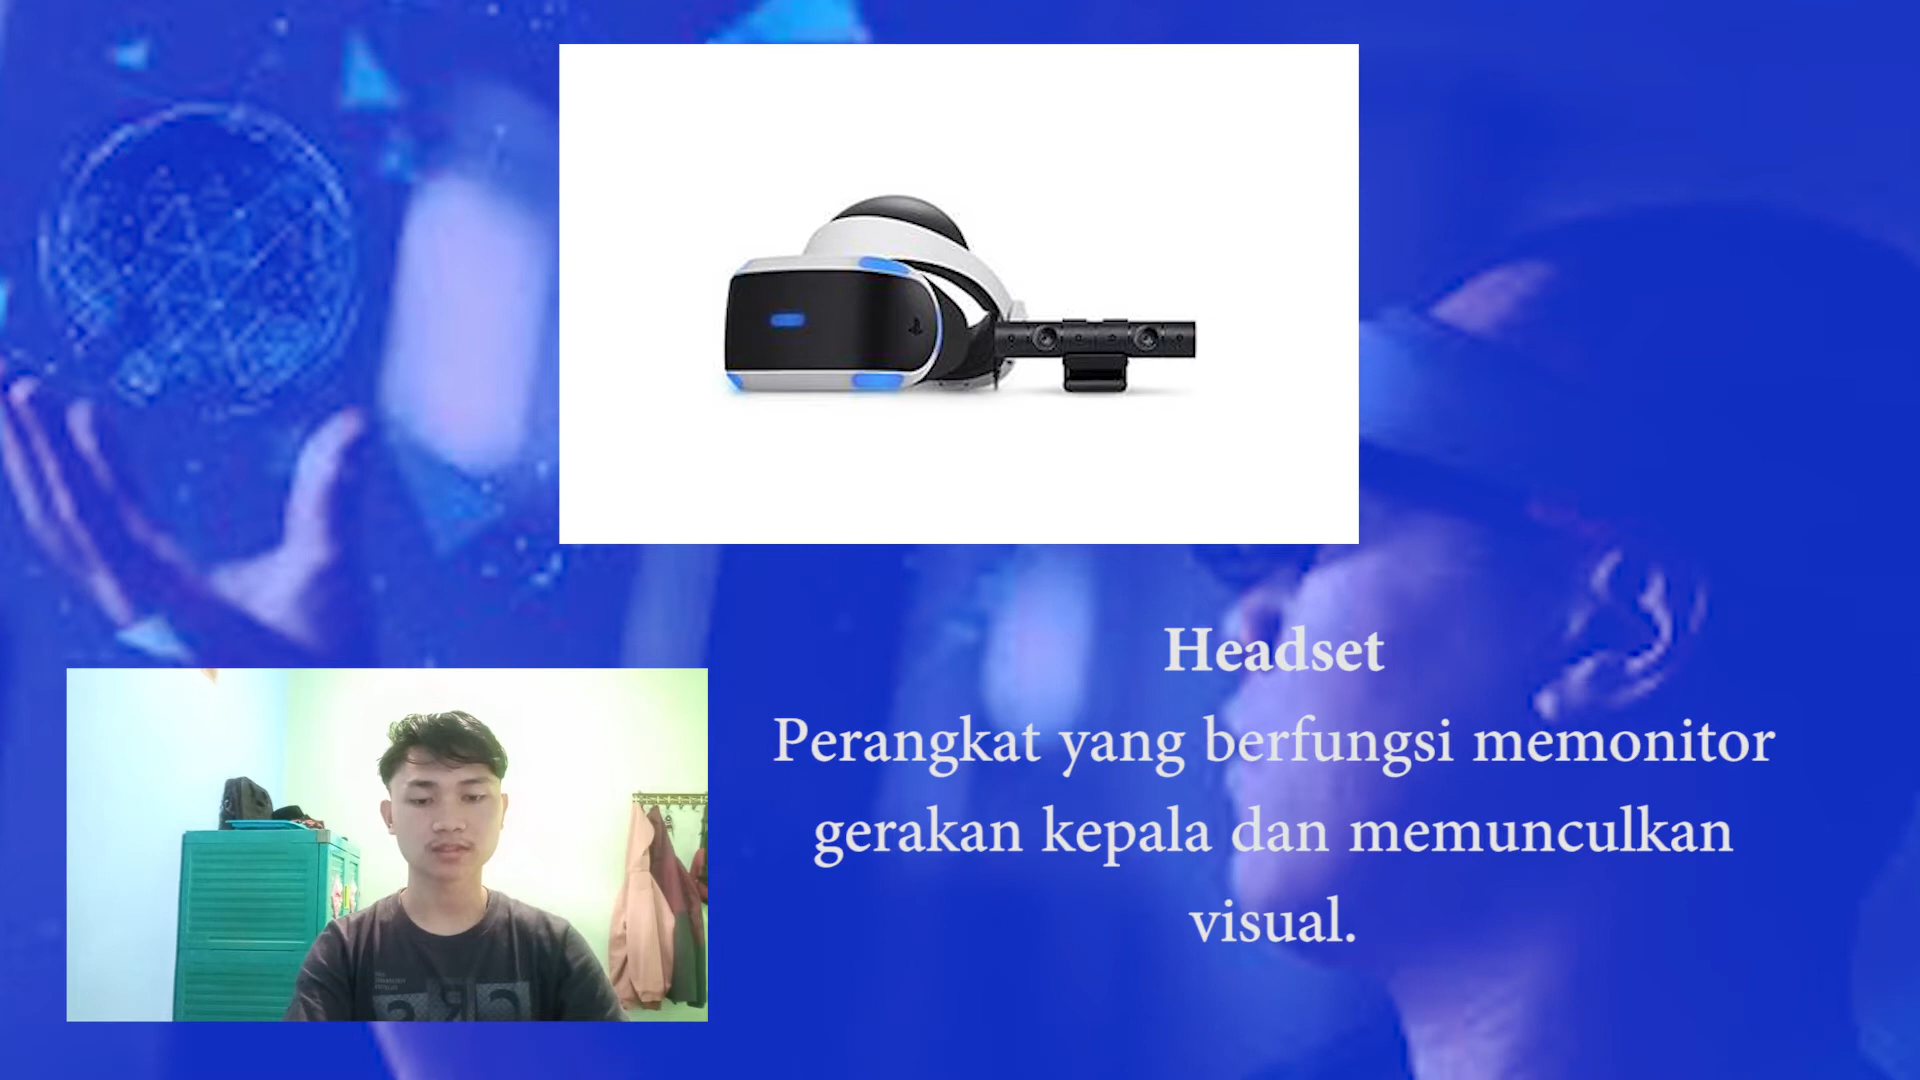 Headset
Perangkat yang berfungsi memonitor
gerakan kepala dan memunculkan
visual.